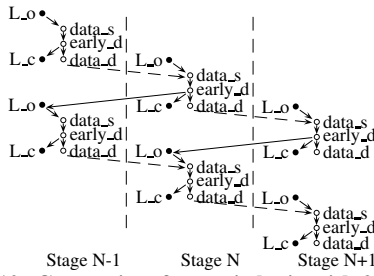 L_o
data_s
early_d
L_c
data_d
L_o
data_s
early_d
L_o
L_c
data_d
L_o
data_s
data_s
early_d
early_d
L_c
data_d
L_o
L_c
data_d
data_s
early_d
L_o
L_c
data_d
data_s
early_d
L_c
data_d
Stage N-1
Stage N
Stage N+1